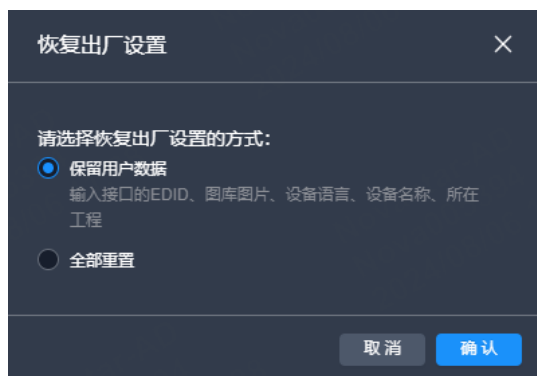 恢复出厂设置
请选择恢复出厂设置的方式：
保留用户数据
输入接口的EDID、图库图片、设备语言、设备名称、所在
工程
全部重置
取消
确认